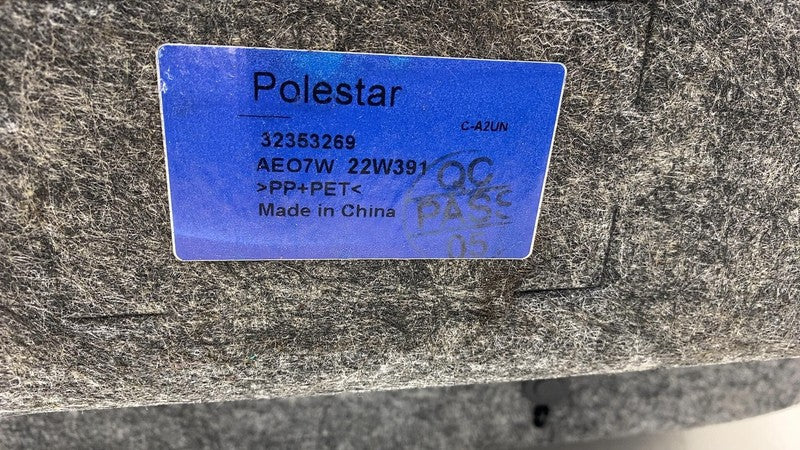 Polestar
C-A2UN
32353269
AEO7W 22W391
>PP+PET<
Made in China
QC
PASS
05